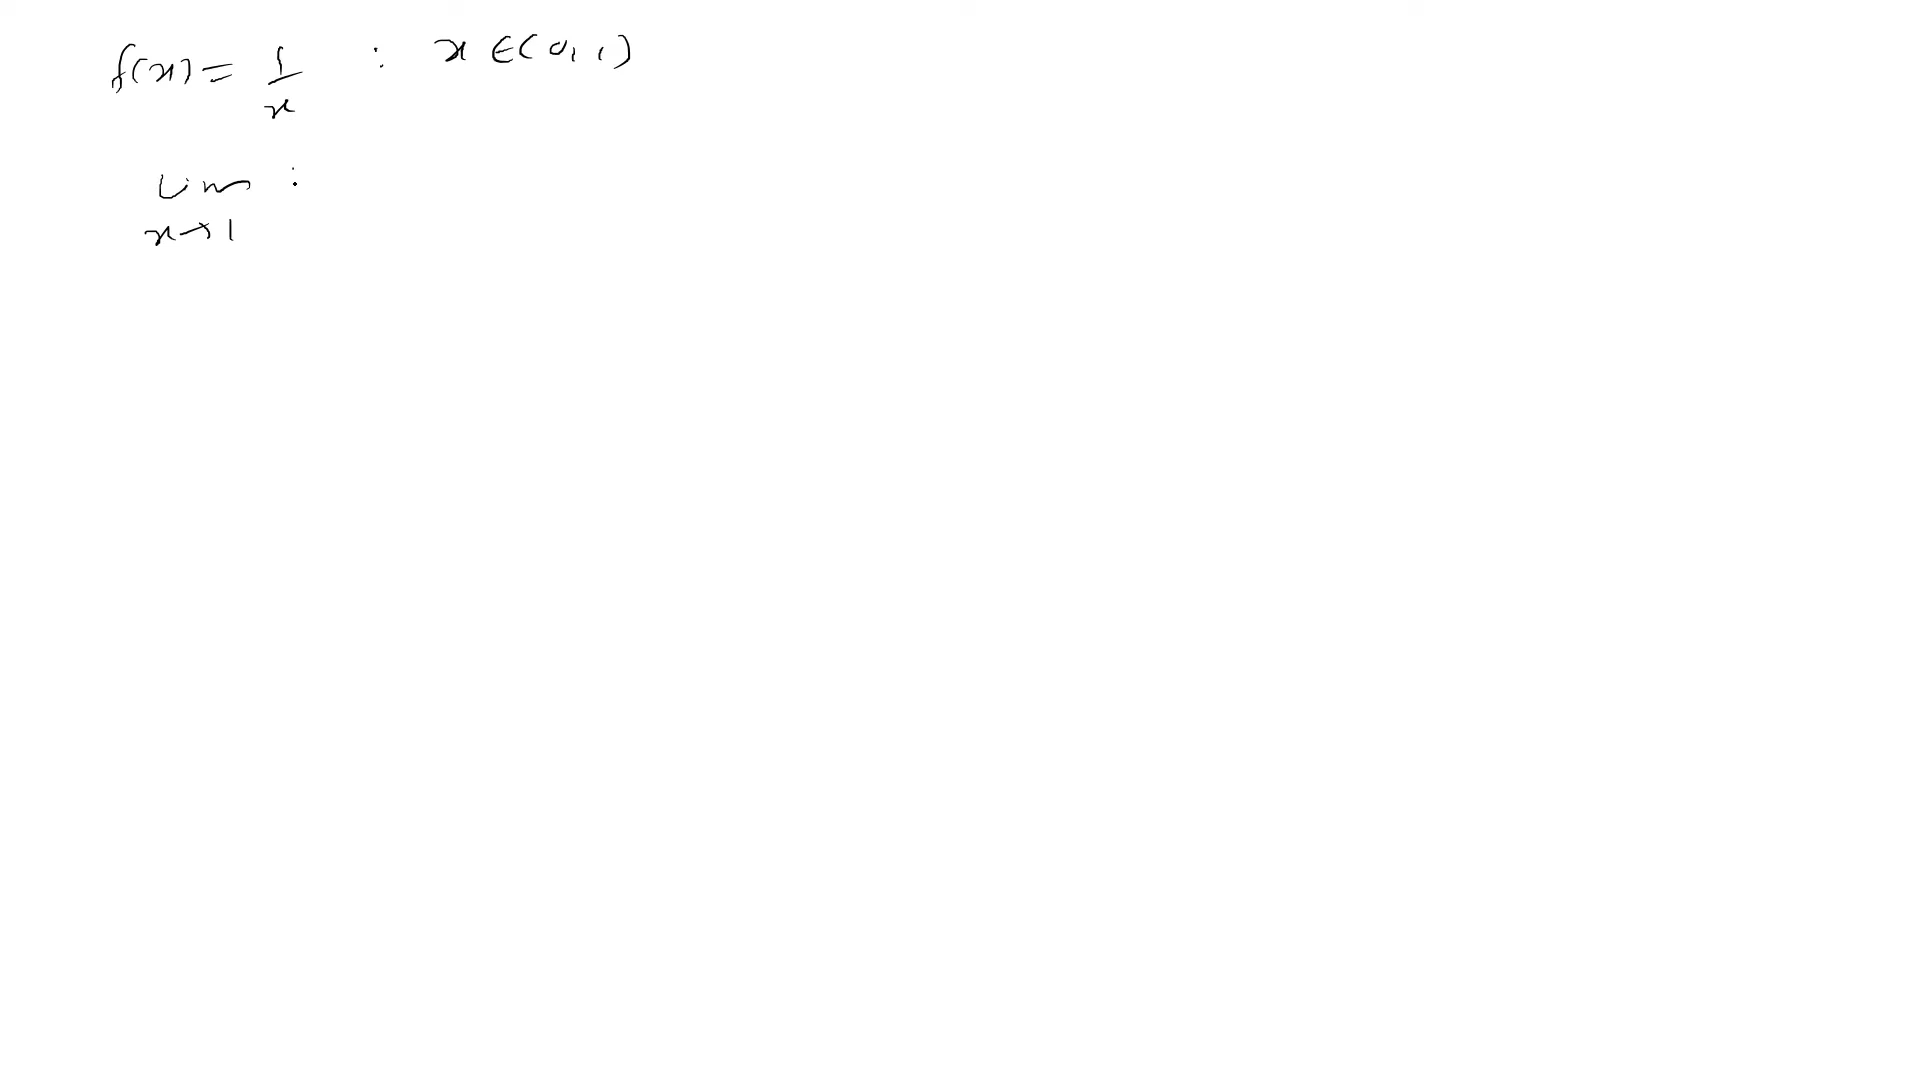 f(x) = 1/x : x ∈ (0, 1)
Lim :
x→1